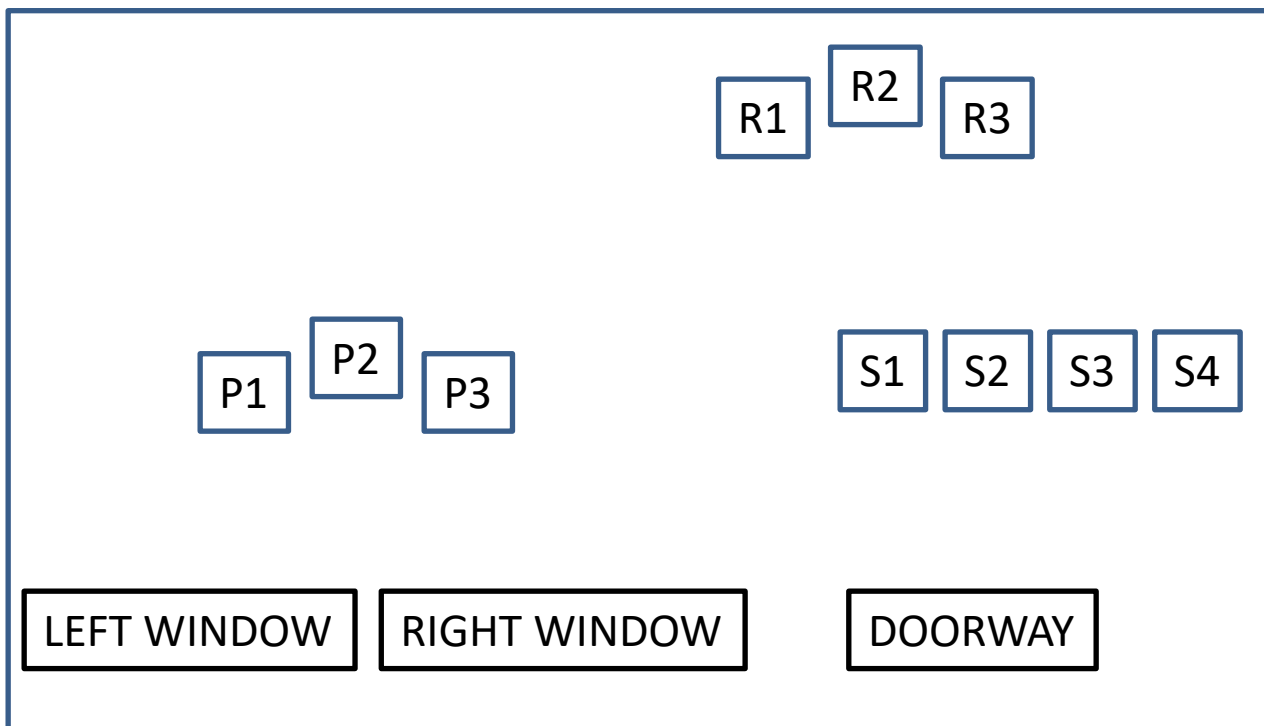 R1 R2 R3
P1 P2 P3
S1 S2 S3 S4
LEFT WINDOW
RIGHT WINDOW
DOORWAY